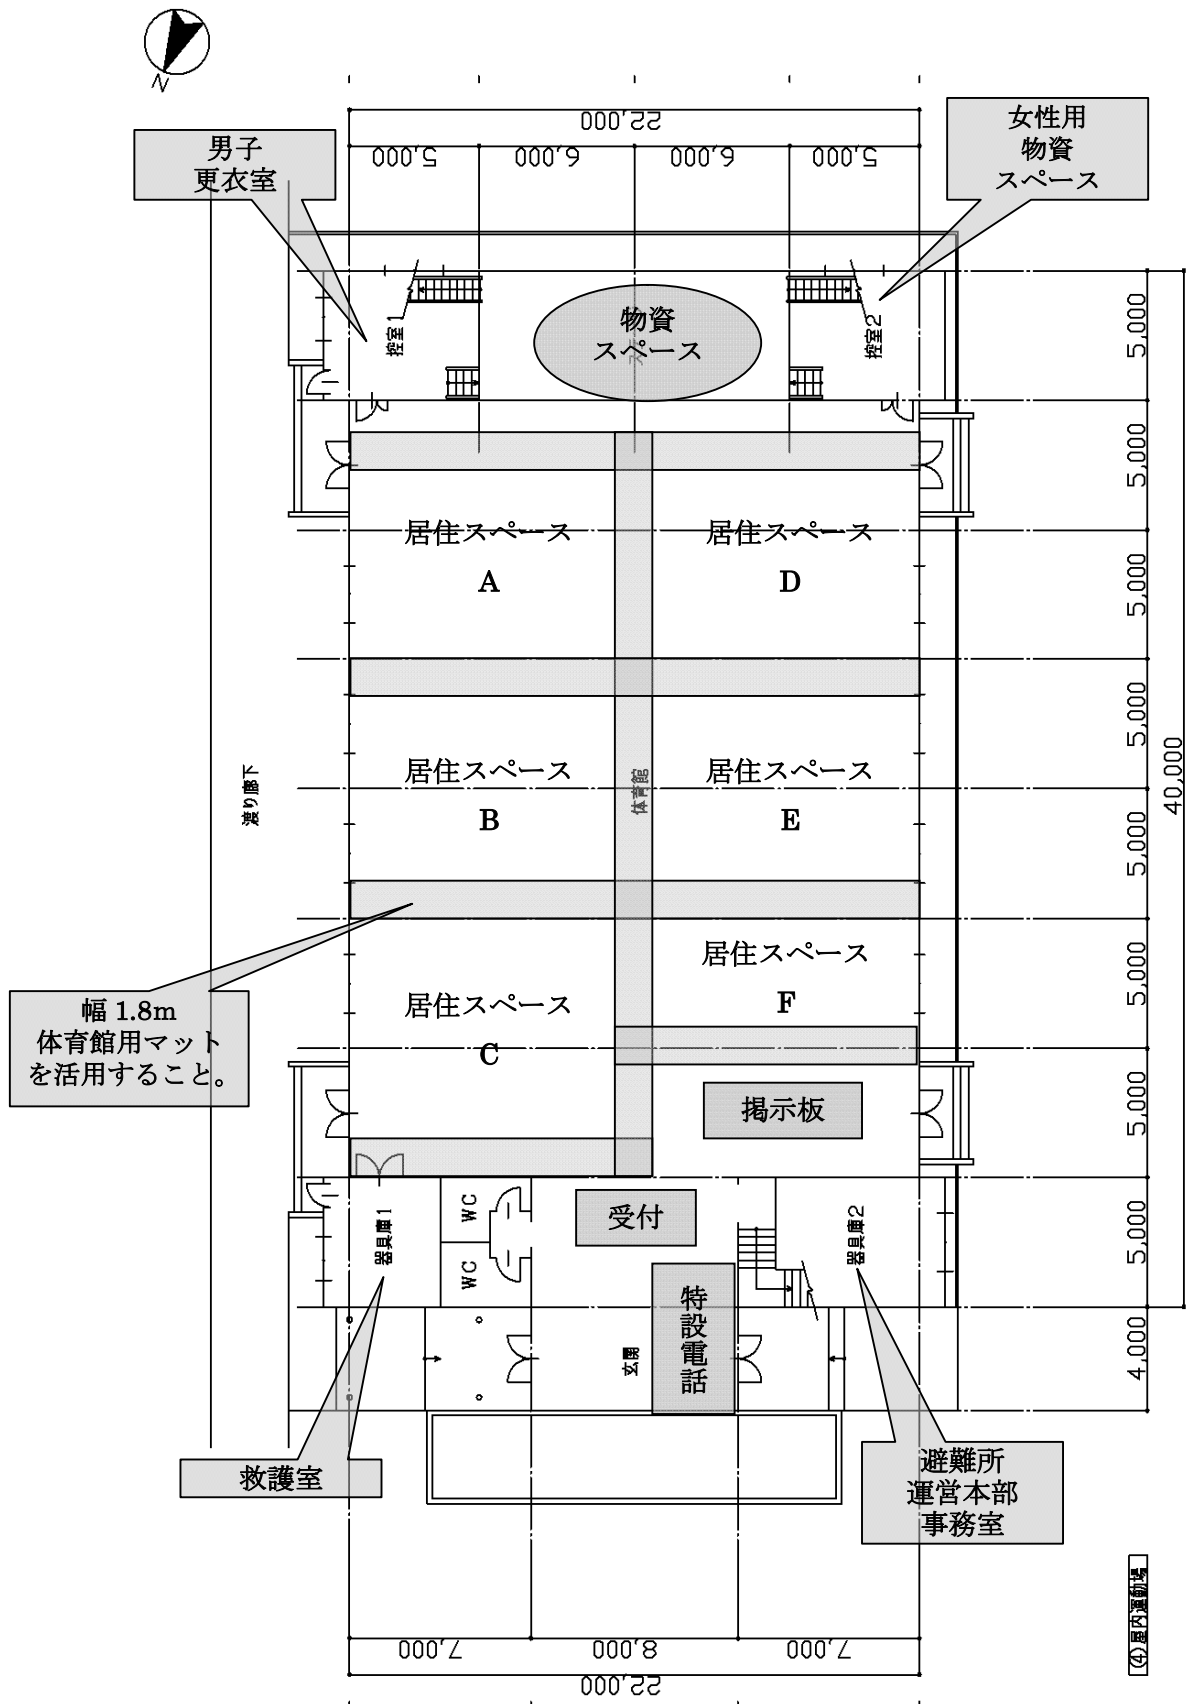 N
22,000
5,000
6,000
6,000
5,000
男子
更衣室
女性用
物資
スペース
控室1
物資
スペース
控室2
5,000
5,000
5,000
5,000
5,000
5,000
5,000
5,000
4,000
40,000
居住スペース
A
居住スペース
D
渡り廊下
居住スペース
B
体育館
居住スペース
E
居住スペース
F
居住スペース
C
幅 1.8m
体育館用マット
を活用すること。
掲示板
受付
器具庫1
WC
WC
器具庫2
特設電話
玄関
救護室
避難所
運営本部
事務室
④屋内運動場
7,000
8,000
7,000
22,000